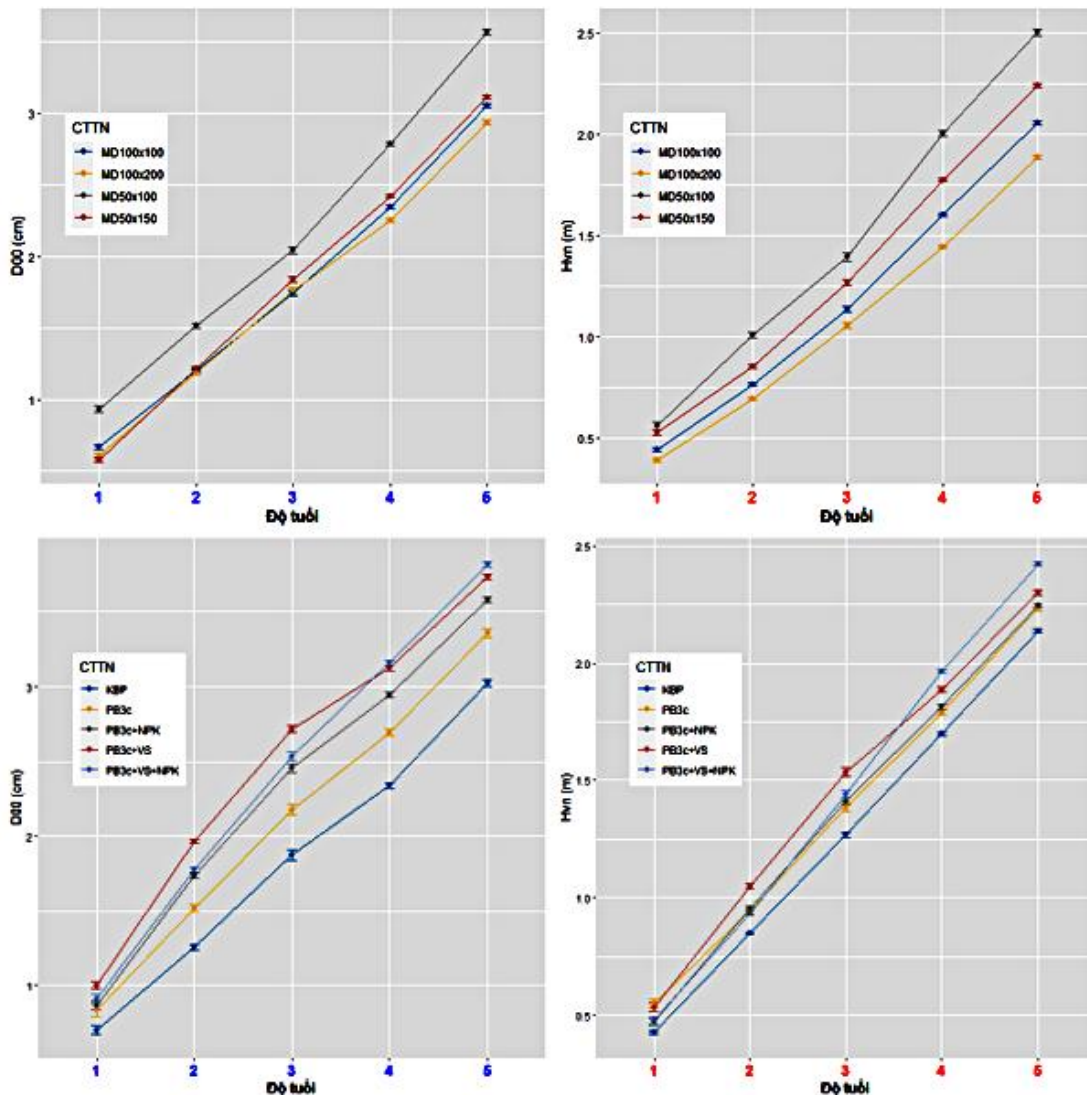 3
2
1
D00 (cm)
CTTN
MD100x100
MD100x200
MD50x100
MD50x150
1 2 3 4 5
Độ tuổi
2.5
2.0
1.5
1.0
0.5
Hvn (m)
CTTN
MD100x100
MD100x200
MD50x100
MD50x150
1 2 3 4 5
Độ tuổi
3
2
1
D00 (cm)
CTTN
KBP
PB3c
PB3c+NPK
PB3c+VS
PB3c+VS+NPK
1 2 3 4 5
Độ tuổi
2.5
2.0
1.5
1.0
0.5
Hvn (m)
CTTN
KBP
PB3c
PB3c+NPK
PB3c+VS
PB3c+VS+NPK
1 2 3 4 5
Độ tuổi